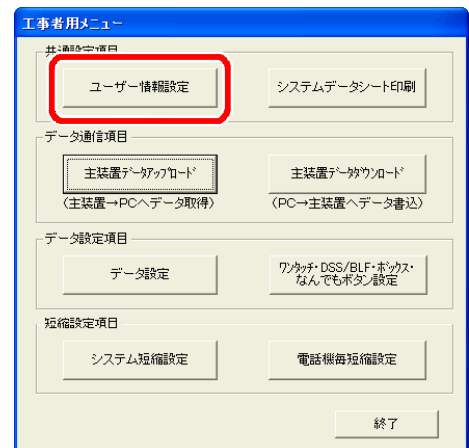 工事者用メニュー
共通設定項目
ユーザー情報設定
システムデータシート印刷
データ通信項目
主装置ﾃﾞｰﾀｱｯﾌﾟﾛｰﾄﾞ
主装置ﾃﾞｰﾀﾀﾞｳﾝﾛｰﾄﾞ
(主装置→PCへデータ取得)
(PC→主装置へデータ書込)
データ設定項目
データ設定
ﾜﾝﾀｯﾁ・DSS/BLF・ﾎﾞｯｸｽ・
なんでもボタン設定
短縮設定項目
システム短縮設定
電話機毎短縮設定
終了